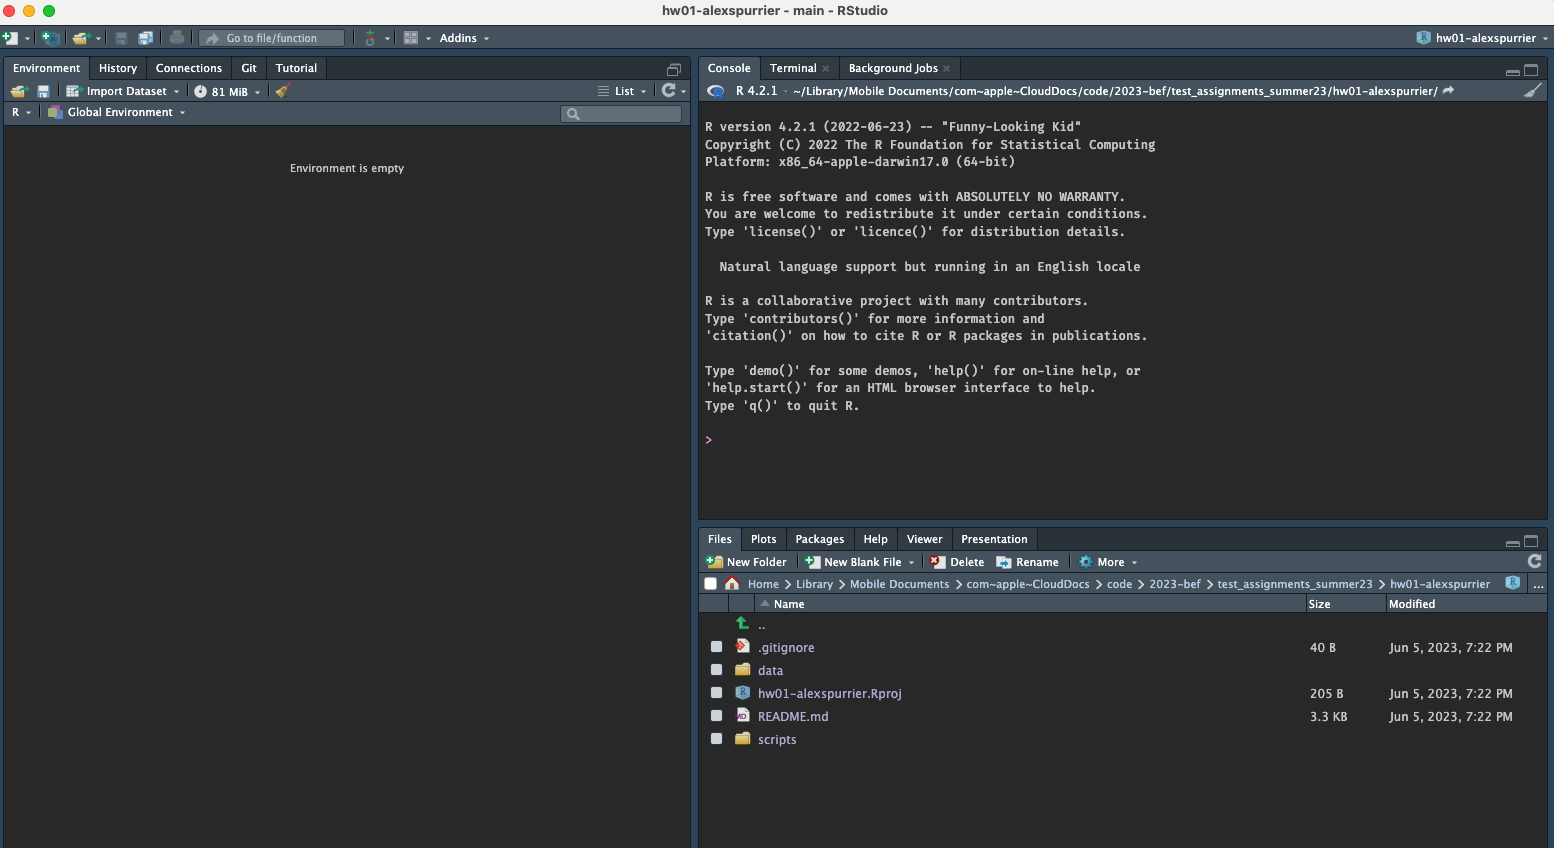 hw01-alexspurrier - main - RStudio
Go to file/function
Addins
hw01-alexspurrier
Environment History Connections Git Tutorial
Import Dataset 81 MiB List
R Global Environment
Environment is empty
Console Terminal Background Jobs
R 4.2.1 · ~/Library/Mobile Documents/com~apple~CloudDocs/code/2023-bef/test_assignments_summer23/hw01-alexspurrier/
R version 4.2.1 (2022-06-23) -- "Funny-Looking Kid"
Copyright (C) 2022 The R Foundation for Statistical Computing
Platform: x86_64-apple-darwin17.0 (64-bit)
R is free software and comes with ABSOLUTELY NO WARRANTY.
You are welcome to redistribute it under certain conditions.
Type 'license()' or 'licence()' for distribution details.
Natural language support but running in an English locale
R is a collaborative project with many contributors.
Type 'contributors()' for more information and
'citation()' on how to cite R or R packages in publications.
Type 'demo()' for some demos, 'help()' for on-line help, or
'help.start()' for an HTML browser interface to help.
Type 'q()' to quit R.
>
Files Plots Packages Help Viewer Presentation
New Folder New Blank File Delete Rename More
Home Library Mobile Documents com~apple~CloudDocs code 2023-bef test_assignments_summer23 hw01-alexspurrier ...
Name Size Modified
..
.gitignore 40 B Jun 5, 2023, 7:22 PM
data
hw01-alexspurrier.Rproj 205 B Jun 5, 2023, 7:22 PM
README.md 3.3 KB Jun 5, 2023, 7:22 PM
scripts